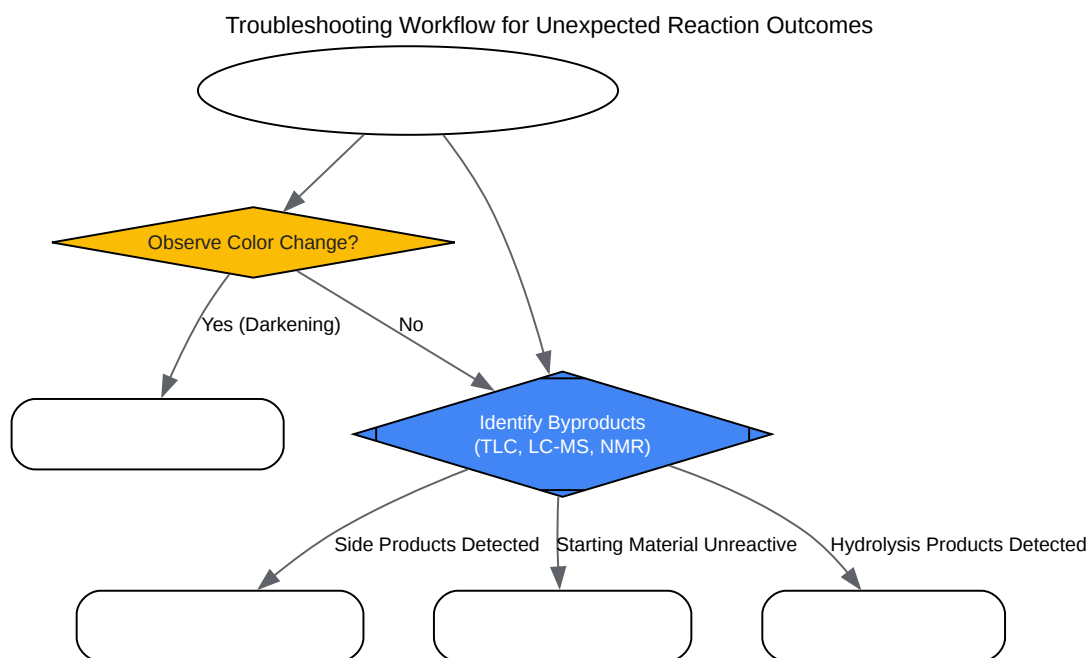 Troubleshooting Workflow for Unexpected Reaction Outcomes
Observe Color Change?
Yes (Darkening)
No
Identify Byproducts
(TLC, LC-MS, NMR)
Side Products Detected
Starting Material Unreactive
Hydrolysis Products Detected